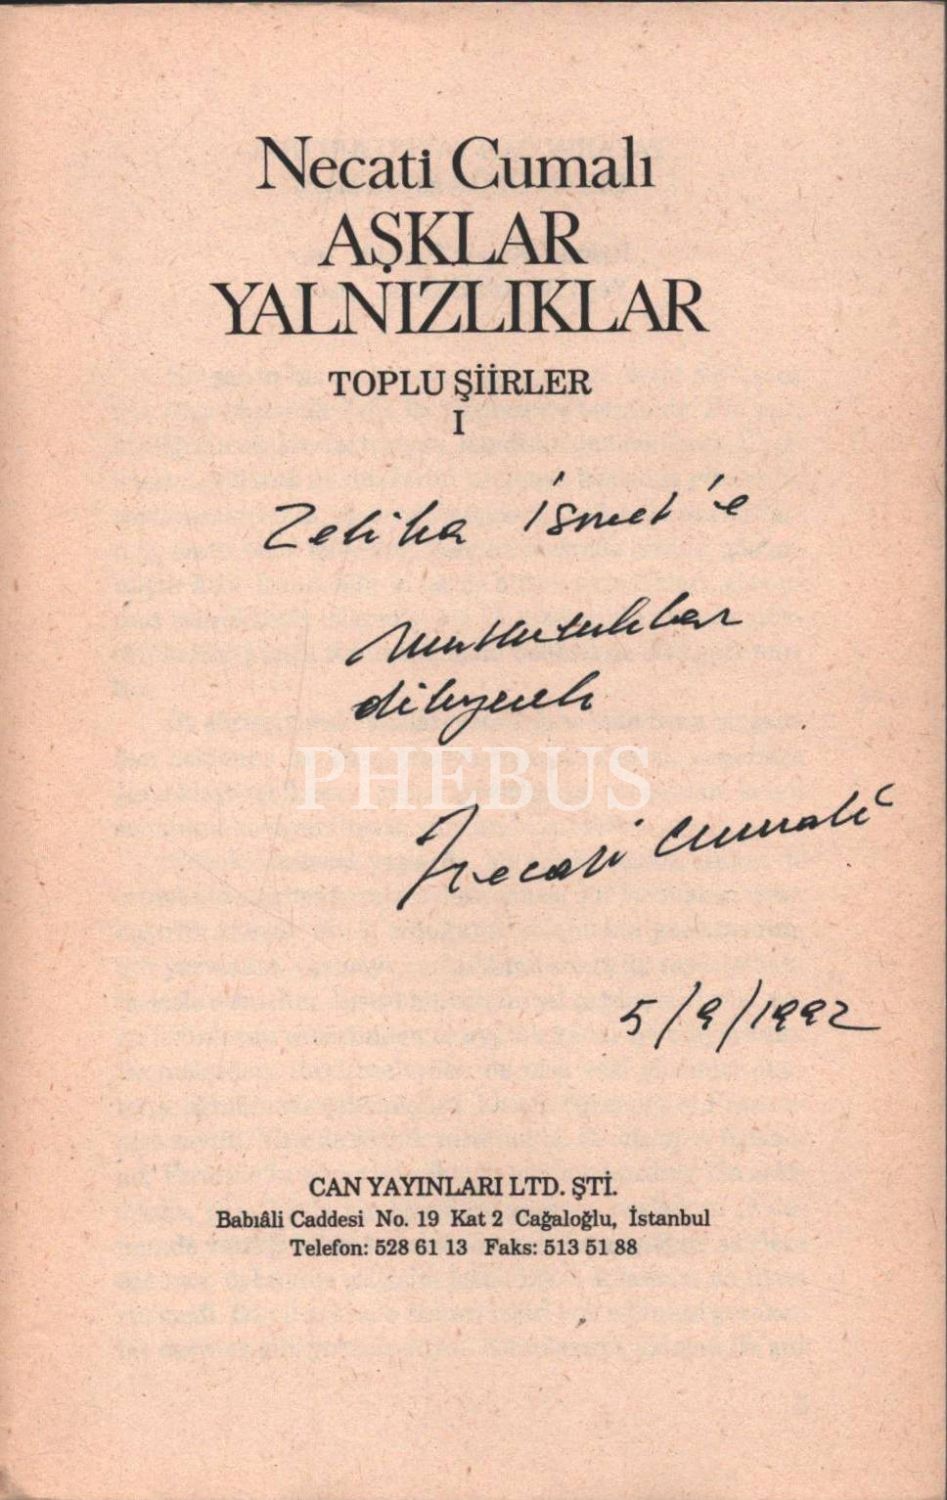 Necati Cumalı
AŞKLAR
YALNIZLIKLAR
TOPLU ŞİİRLER
I
Zeliha İsmet'e
Mutluluklar
dileyerek
PHEBUS
Necati Cumalı
5/9/1992
CAN YAYINLARI LTD. ŞTİ.
Babıâli Caddesi No. 19 Kat 2 Cağaloğlu, İstanbul
Telefon: 528 61 13 Faks: 513 51 88